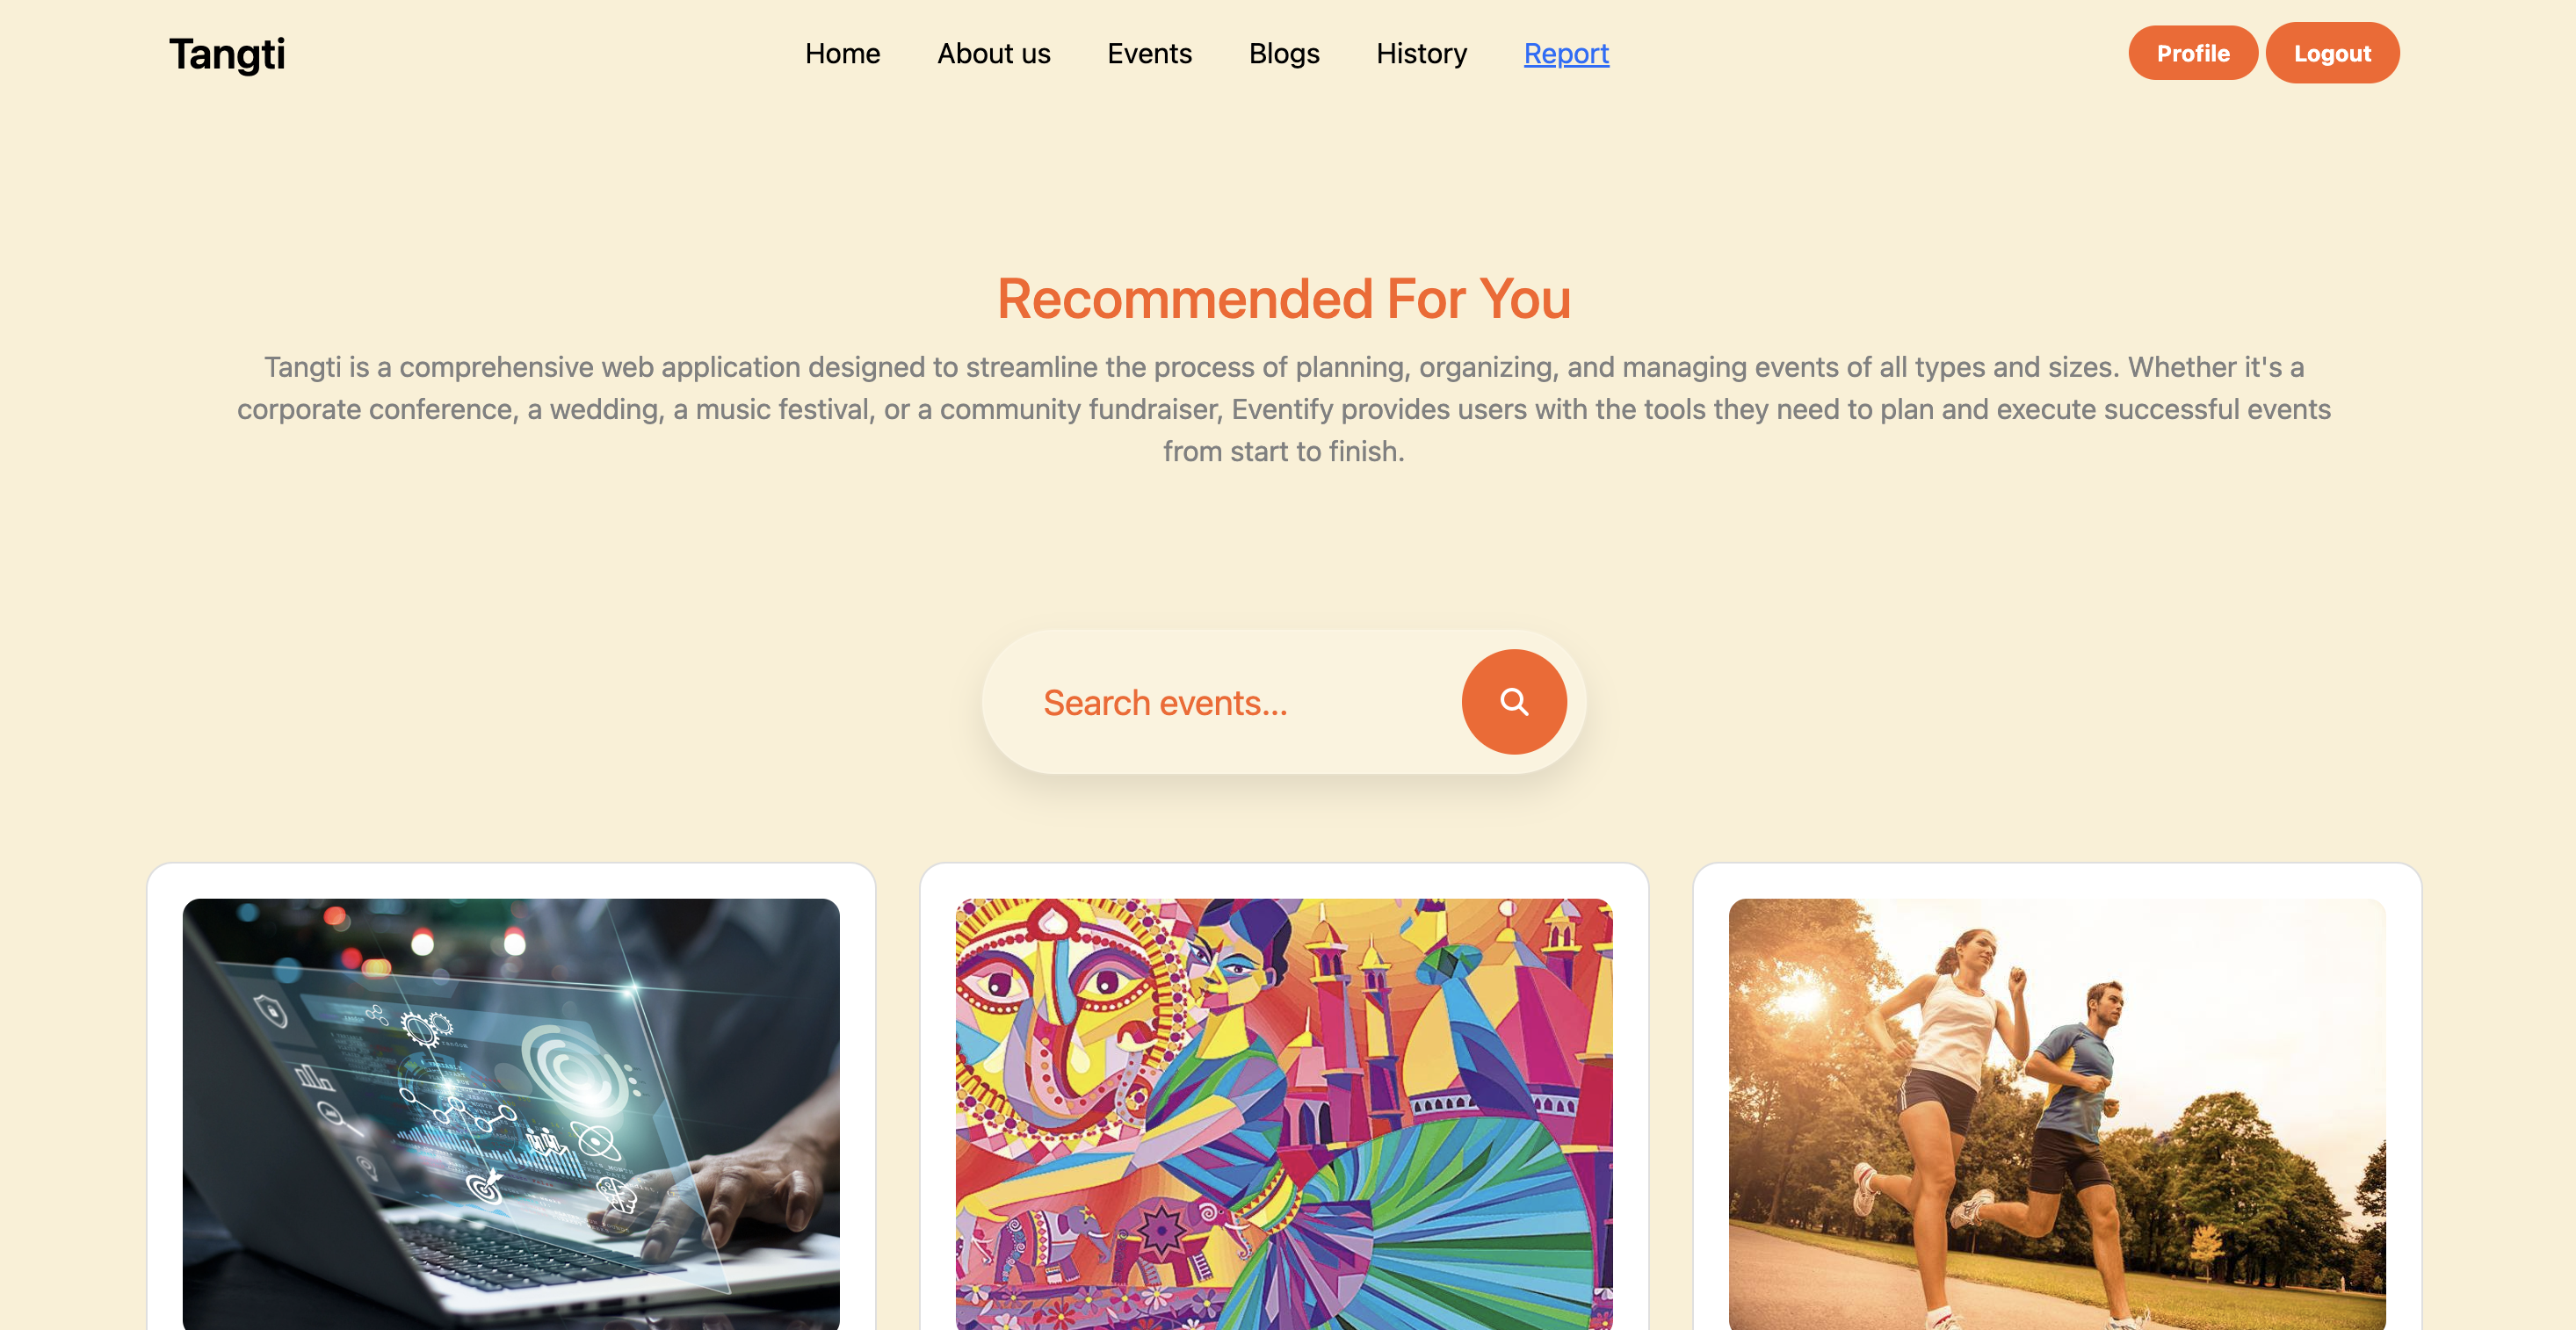 Tangti
Home About us Events Blogs History Report
Profile Logout
Recommended For You
Tangti is a comprehensive web application designed to streamline the process of planning, organizing, and managing events of all types and sizes. Whether it's a
corporate conference, a wedding, a music festival, or a community fundraiser, Eventify provides users with the tools they need to plan and execute successful events
from start to finish.
Search events...